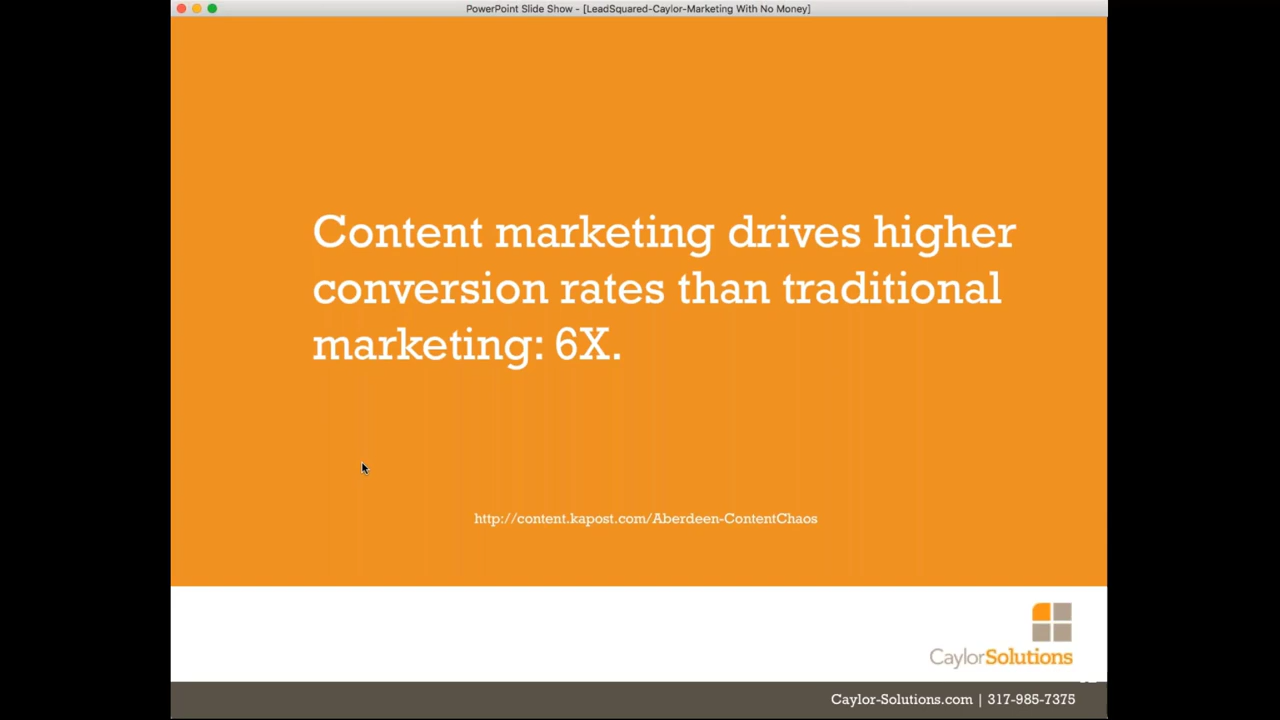 PowerPoint Slide Show - [LeadSquared-Caylor-Marketing With No Money]
Content marketing drives higher
conversion rates than traditional
marketing: 6X.
http://content.kapost.com/Aberdeen-ContentChaos
CaylorSolutions
Caylor-Solutions.com | 317-985-7375